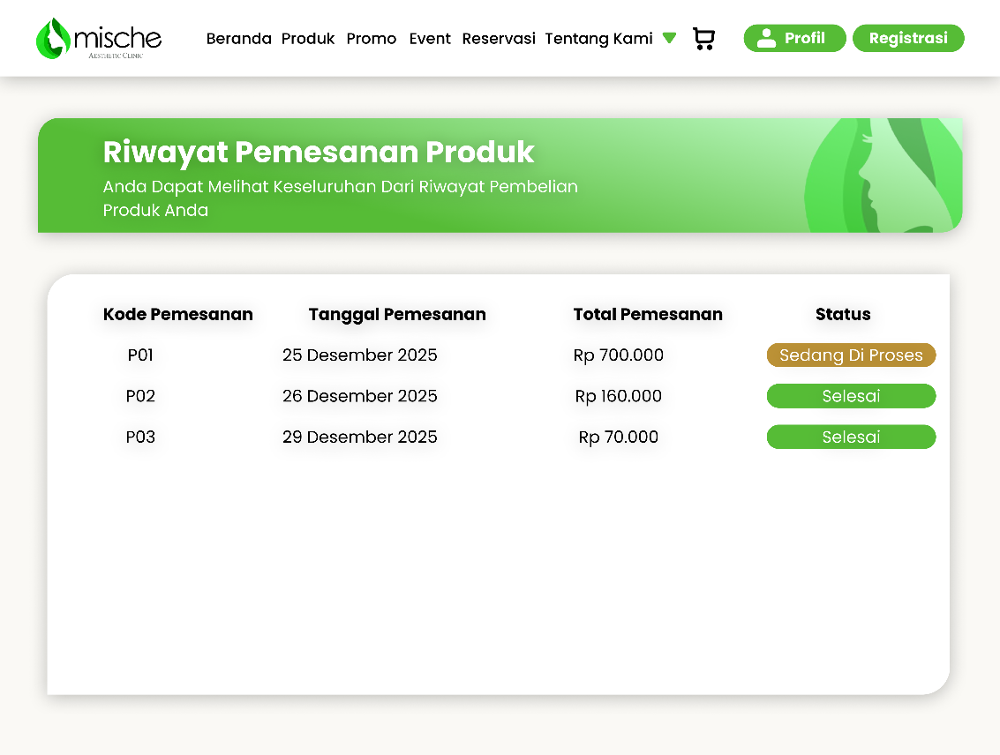 mische
AESTHETIC CLINIC
Beranda Produk Promo Event Reservasi Tentang Kami Profil Registrasi
Riwayat Pemesanan Produk
Anda Dapat Melihat Keseluruhan Dari Riwayat Pembelian
Produk Anda
Kode Pemesanan Tanggal Pemesanan Total Pemesanan Status
P01 25 Desember 2025 Rp 700.000 Sedang Di Proses
P02 26 Desember 2025 Rp 160.000 Selesai
P03 29 Desember 2025 Rp 70.000 Selesai